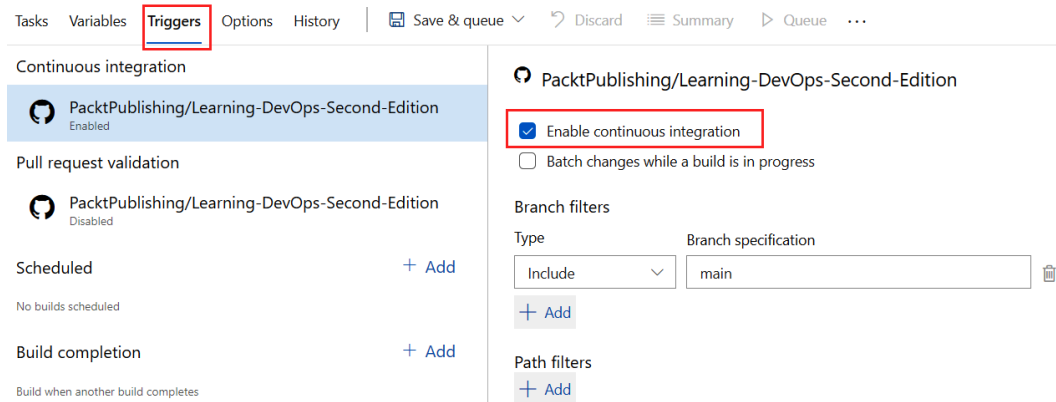 Tasks Variables Triggers Options History Save & queue Discard Summary Queue ...
Continuous integration
PacktPublishing/Learning-DevOps-Second-Edition
Enabled
Pull request validation
PacktPublishing/Learning-DevOps-Second-Edition
Disabled
Scheduled + Add
No builds scheduled
Build completion + Add
Build when another build completes
PacktPublishing/Learning-DevOps-Second-Edition
Enable continuous integration
Batch changes while a build is in progress
Branch filters
Type Branch specification
Include main
+ Add
Path filters
+ Add